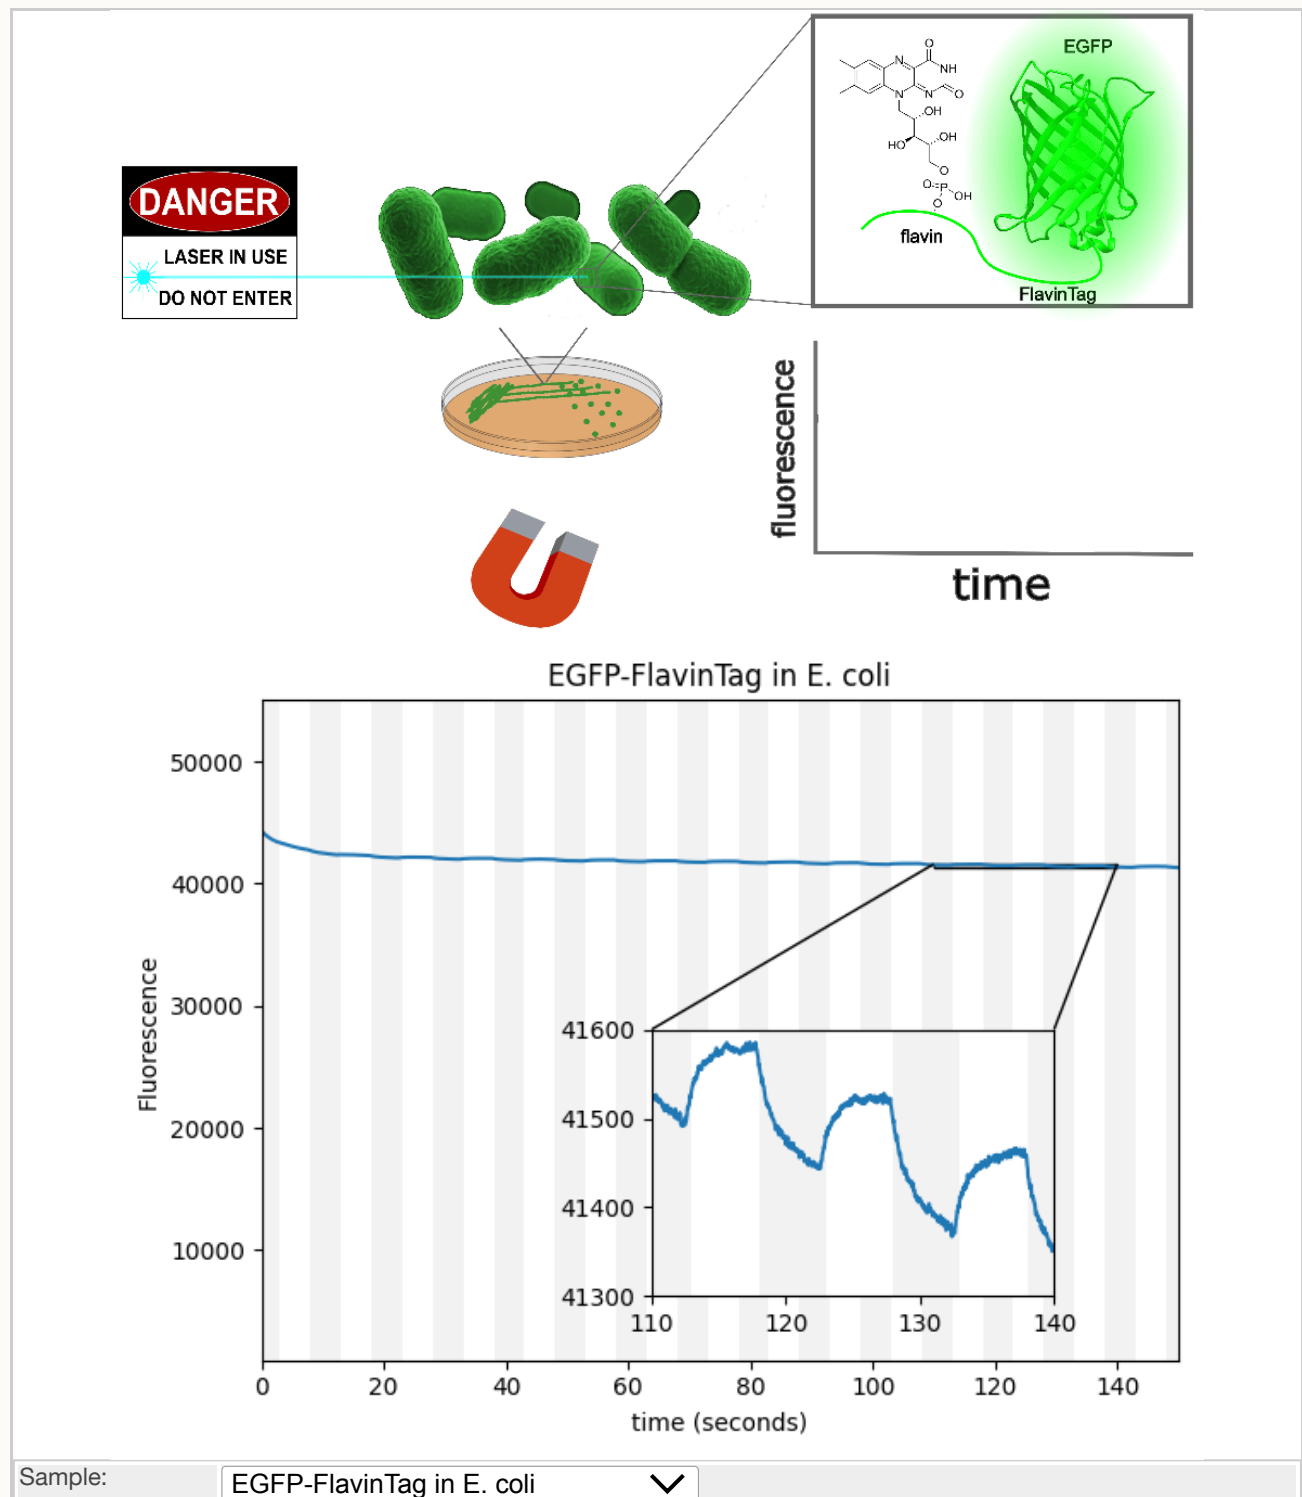 EGFP
N
O
NH
N
N
O
OH
HO
OH
O
O
P
OH
O
flavin
FlavinTag
DANGER
LASER IN USE
DO NOT ENTER
fluorescence
time
EGFP-FlavinTag in E. coli
50000
40000
30000
20000
10000
Fluorescence
41600
41500
41400
41300
110 120 130 140
0 20 40 60 80 100 120 140
time (seconds)
Sample:
EGFP-FlavinTag in E. coli